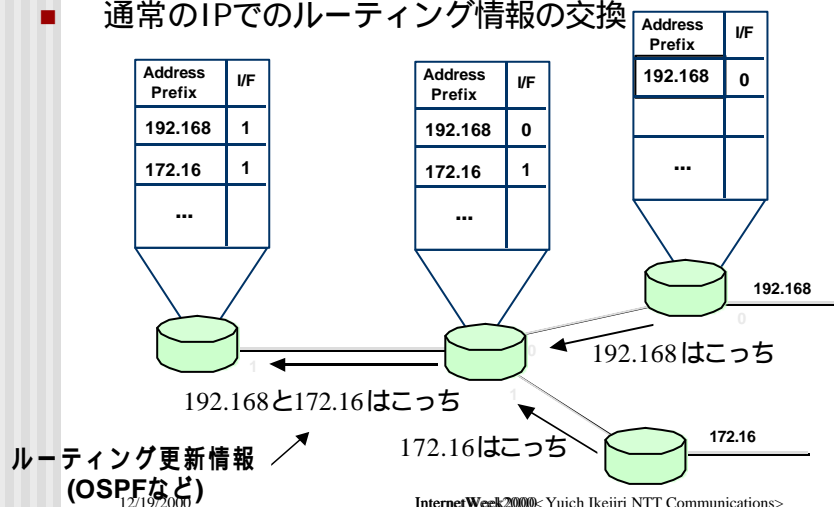 通常のIPでのルーティング情報の交換
Address Prefix I/F
192.168 1
172.16 1
...
Address Prefix I/F
192.168 0
172.16 1
...
Address Prefix I/F
192.168 0
...
192.168
0
192.168はこっち
0
1
1
192.168と172.16はこっち
172.16はこっち
172.16
ルーティング更新情報
(OSPFなど)
12/19/2000
InternetWeek2000< Yuich Ikejiri NTT Communications>